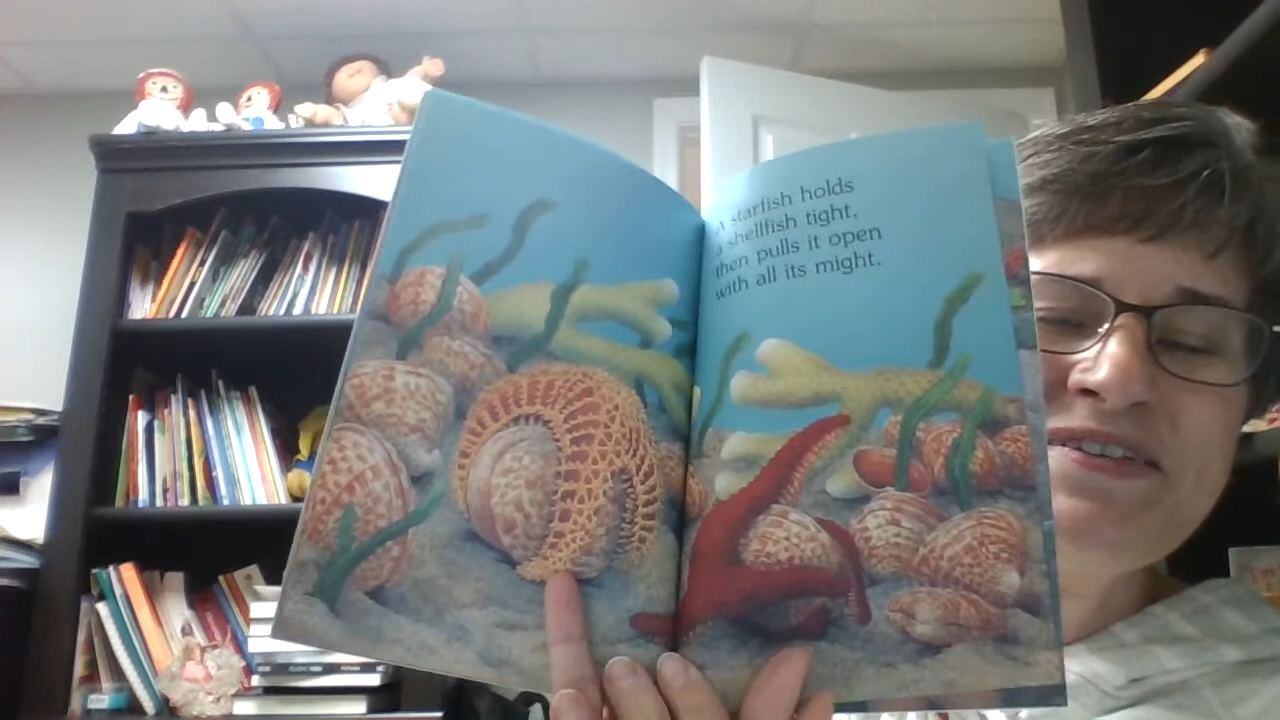 A starfish holds
a shellfish tight,
then pulls it open
with all its might.